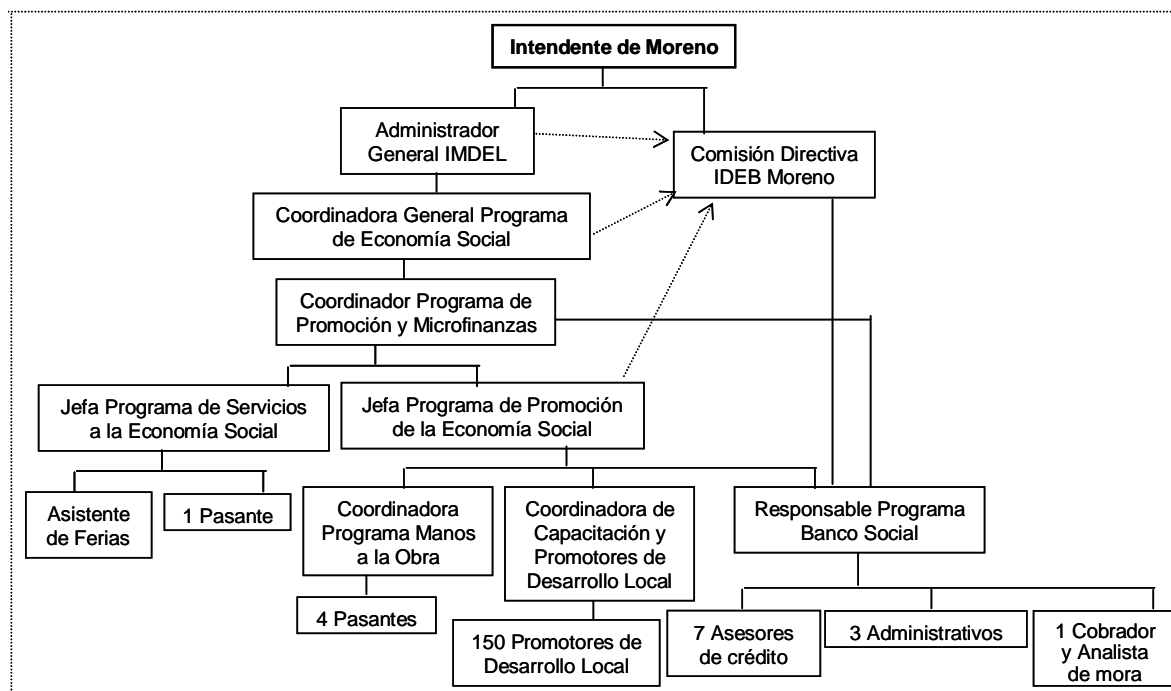 Intendente de Moreno
Administrador
General IMDEL
Comisión Directiva
IDEB Moreno
Coordinadora General Programa
de Economía Social
Coordinador Programa de
Promoción y Microfinanzas
Jefa Programa de Servicios
a la Economía Social
Jefa Programa de Promoción
de la Economía Social
Asistente
de Ferias
1 Pasante
Coordinadora
Programa Manos
a la Obra
Coordinadora de
Capacitación y
Promotores de
Desarrollo Local
Responsable Programa
Banco Social
4 Pasantes
150 Promotores de
Desarrollo Local
7 Asesores
de crédito
3 Administrativos
1 Cobrador
y Analista
de mora